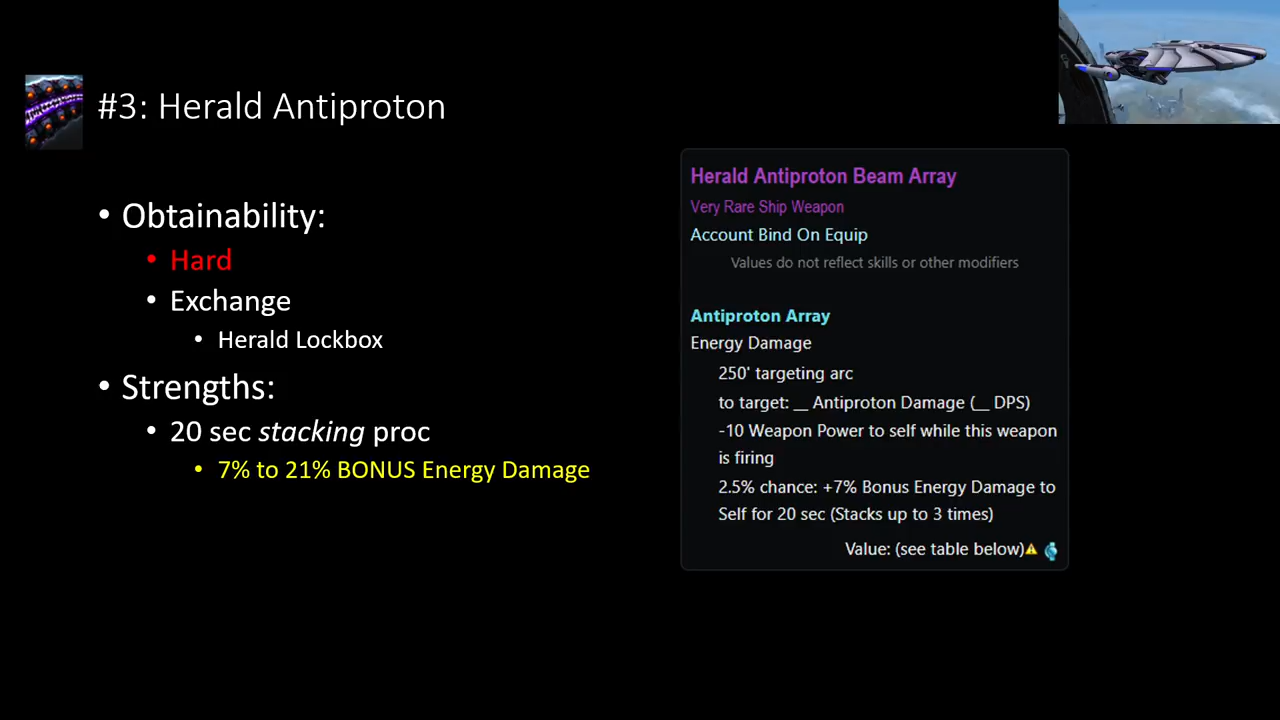 #3: Herald Antiproton
• Obtainability:
• Hard
• Exchange
• Herald Lockbox
• Strengths:
• 20 sec stacking proc
• 7% to 21% BONUS Energy Damage
Herald Antiproton Beam Array
Very Rare Ship Weapon
Account Bind On Equip
Values do not reflect skills or other modifiers
Antiproton Array
Energy Damage
250' targeting arc
to target: __ Antiproton Damage (__ DPS)
-10 Weapon Power to self while this weapon
is firing
2.5% chance: +7% Bonus Energy Damage to
Self for 20 sec (Stacks up to 3 times)
Value: (see table below)